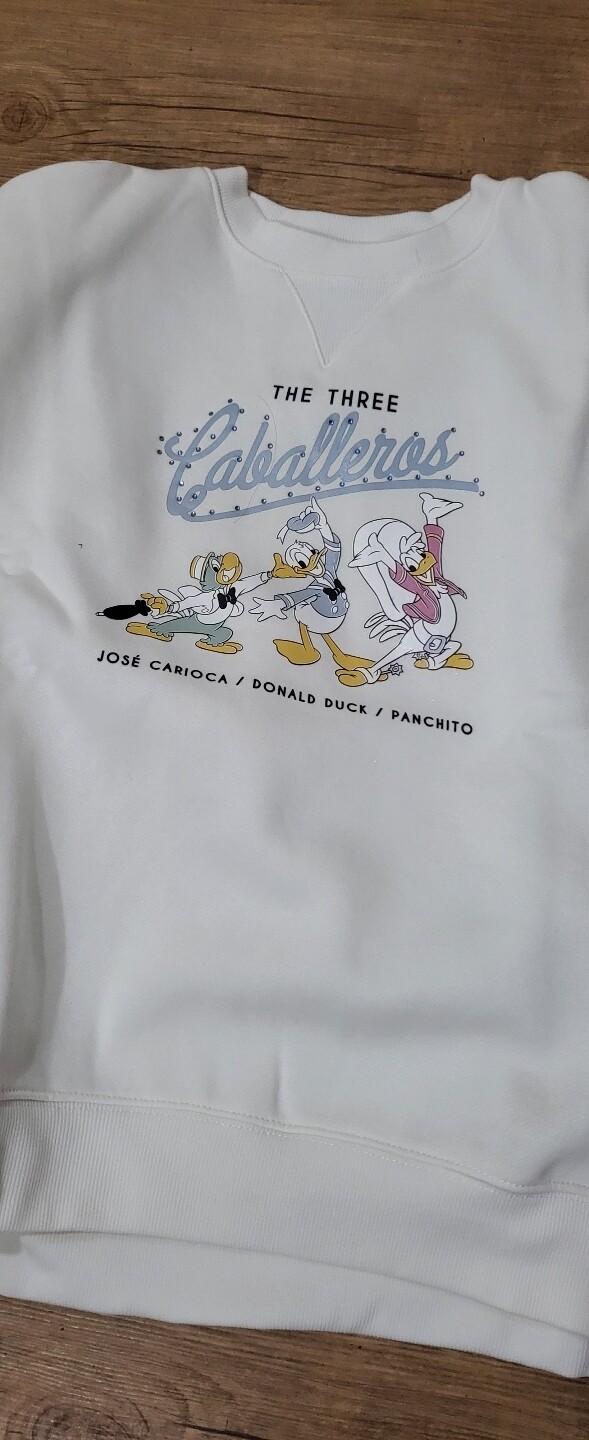 THE THREE
Caballeros
JOSÉ CARIOCA / DONALD DUCK / PANCHITO